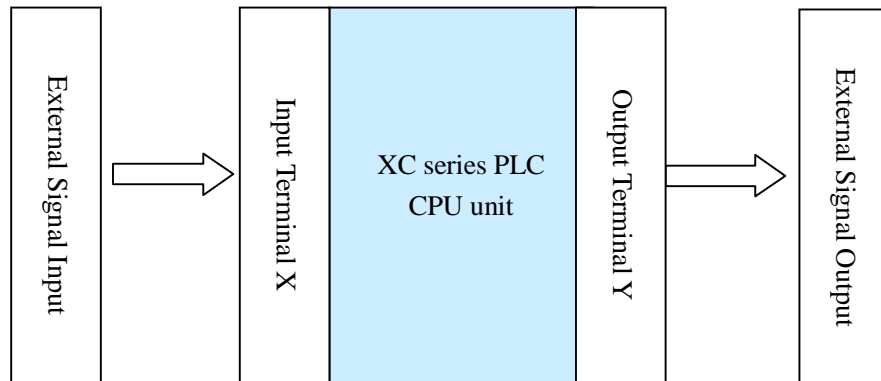 External Signal Input
Input Terminal X
XC series PLC
CPU unit
Output Terminal Y
External Signal Output